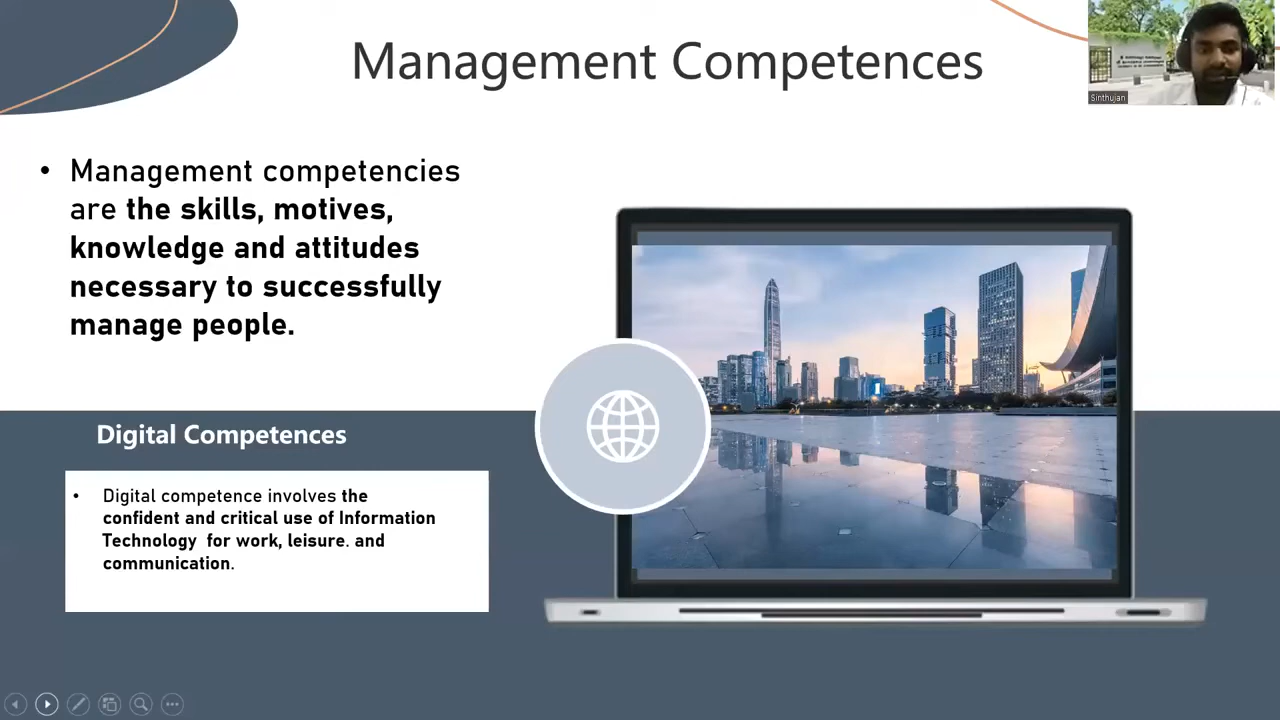 Management Competences
Sinthujan
• Management competencies
are the skills, motives,
knowledge and attitudes
necessary to successfully
manage people.
Digital Competences
• Digital competence involves the
confident and critical use of Information
Technology for work, leisure. and
communication.